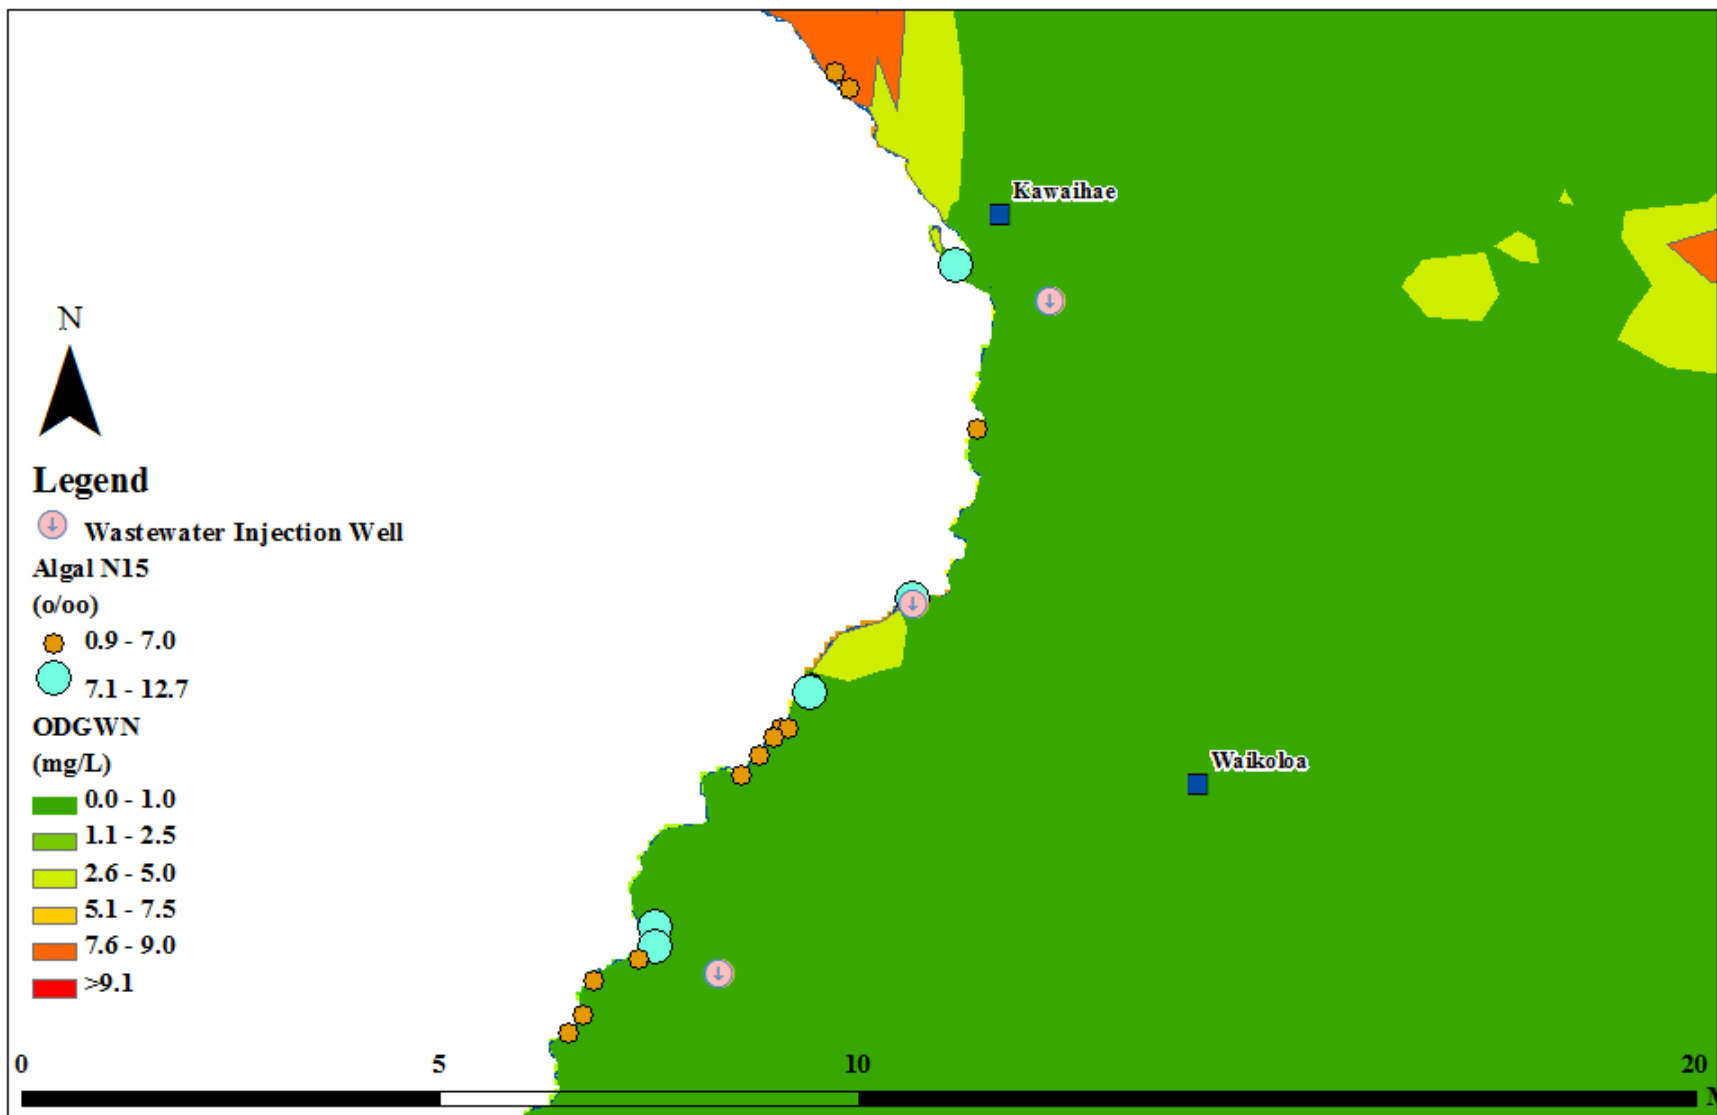 Kawaihae
N
Legend
Wastewater Injection Well
Algal N15
(o/oo)
0.9 - 7.0
7.1 - 12.7
ODGWN
(mg/L)
Waikoloa
0.0 - 1.0
1.1 - 2.5
2.6 - 5.0
5.1 - 7.5
7.6 - 9.0
>9.1
0 5 10 20